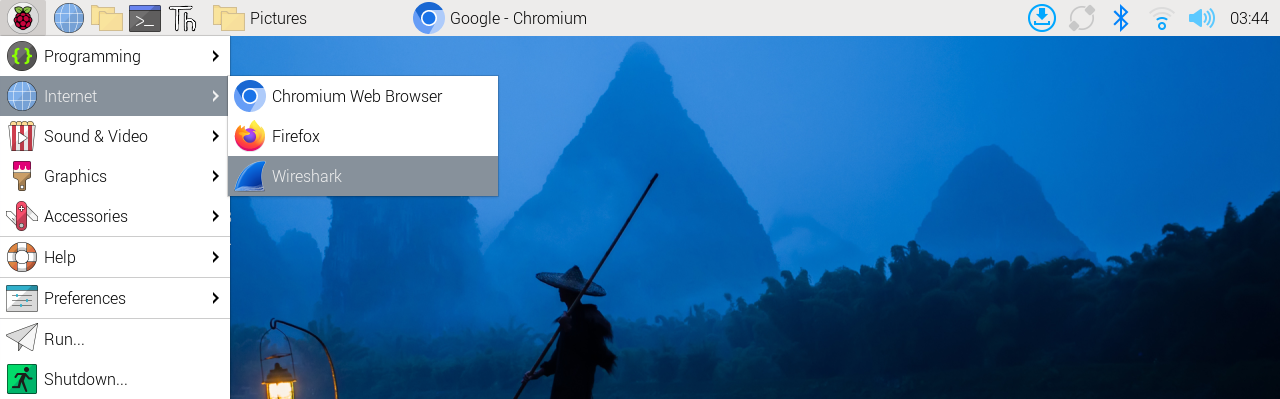 >_ Th Pictures Google - Chromium 03:44
Programming
Internet
Sound & Video
Graphics
Accessories
Help
Preferences
Run...
Shutdown...
Chromium Web Browser
Firefox
Wireshark